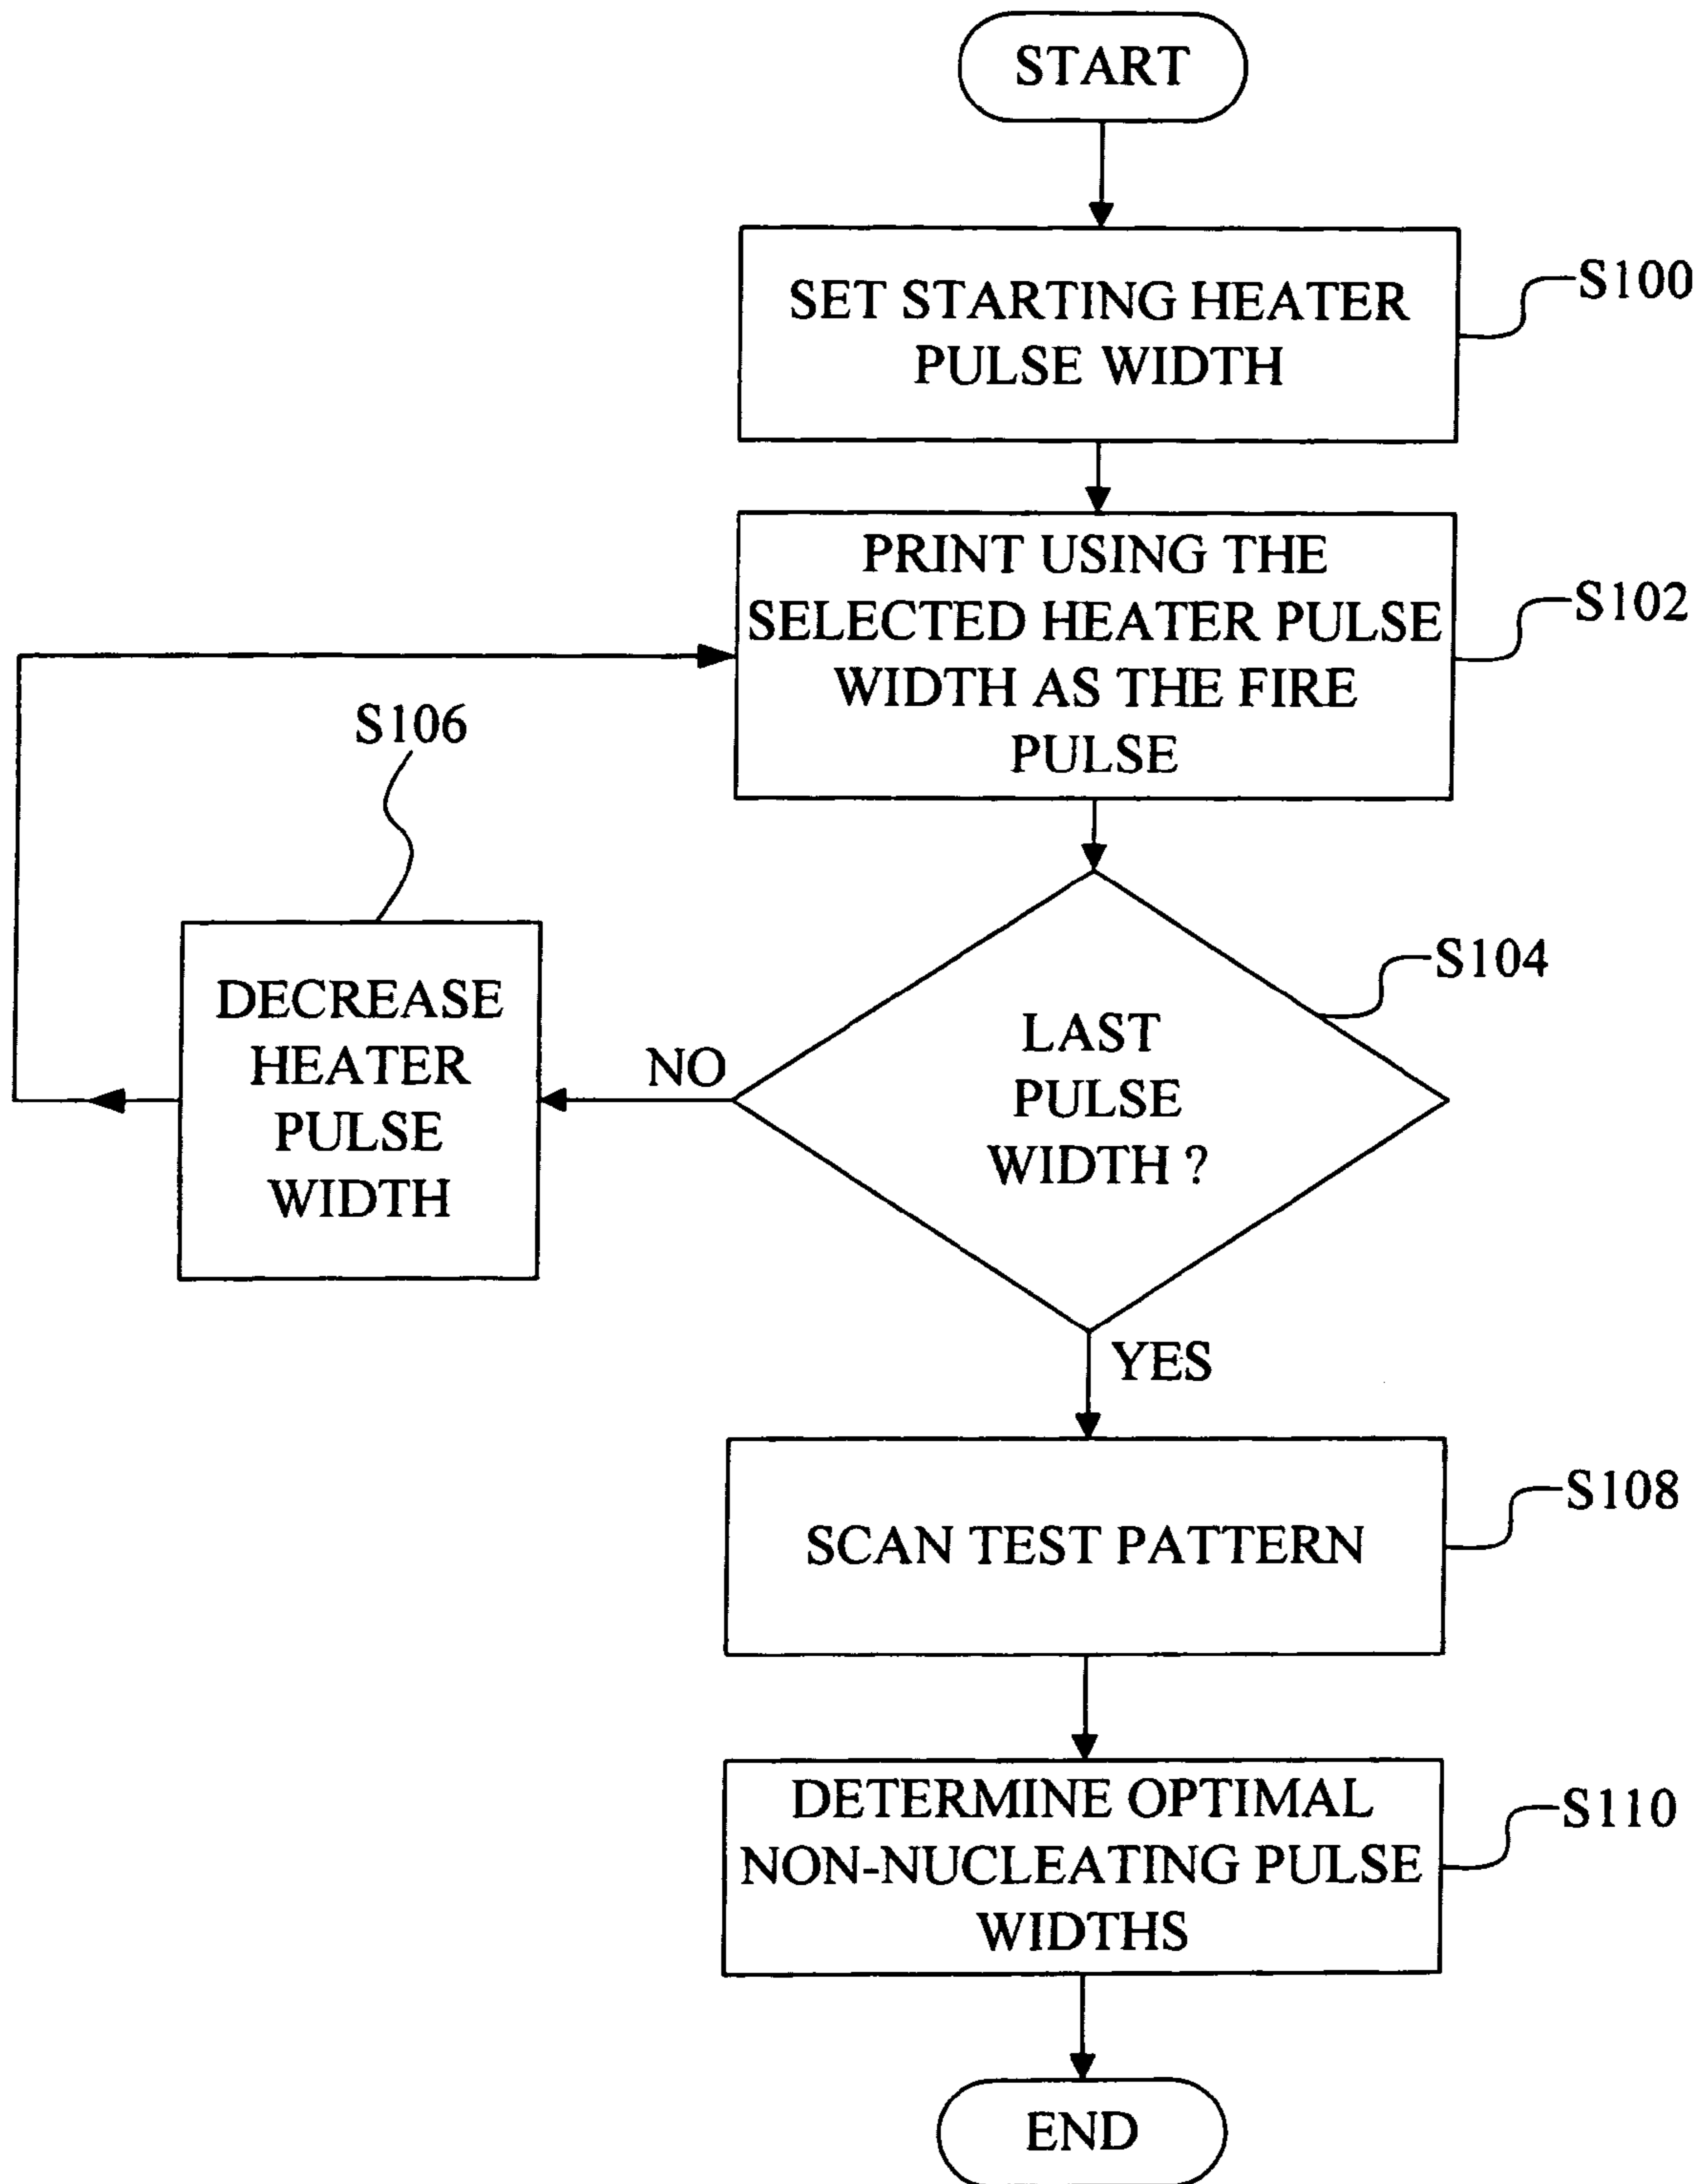 START
SET STARTING HEATER
PULSE WIDTH
S100
PRINT USING THE
SELECTED HEATER PULSE
WIDTH AS THE FIRE
PULSE
S102
S106
DECREASE
HEATER
PULSE
WIDTH
NO
LAST
PULSE
WIDTH ?
S104
YES
SCAN TEST PATTERN
S108
DETERMINE OPTIMAL
NON-NUCLEATING PULSE
WIDTHS
S110
END